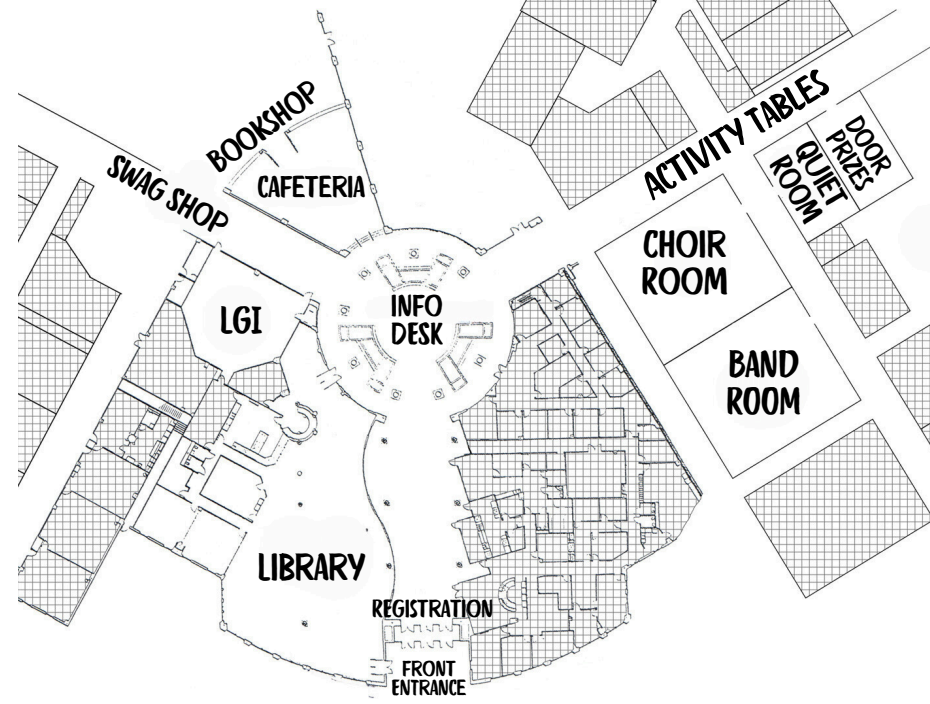 BOOKSHOP
CAFETERIA
SWAG SHOP
ACTIVITY TABLES
DOOR
PRIZES
QUIET
ROOM
CHOIR
ROOM
LGI
INFO
DESK
BAND
ROOM
LIBRARY
REGISTRATION
FRONT
ENTRANCE